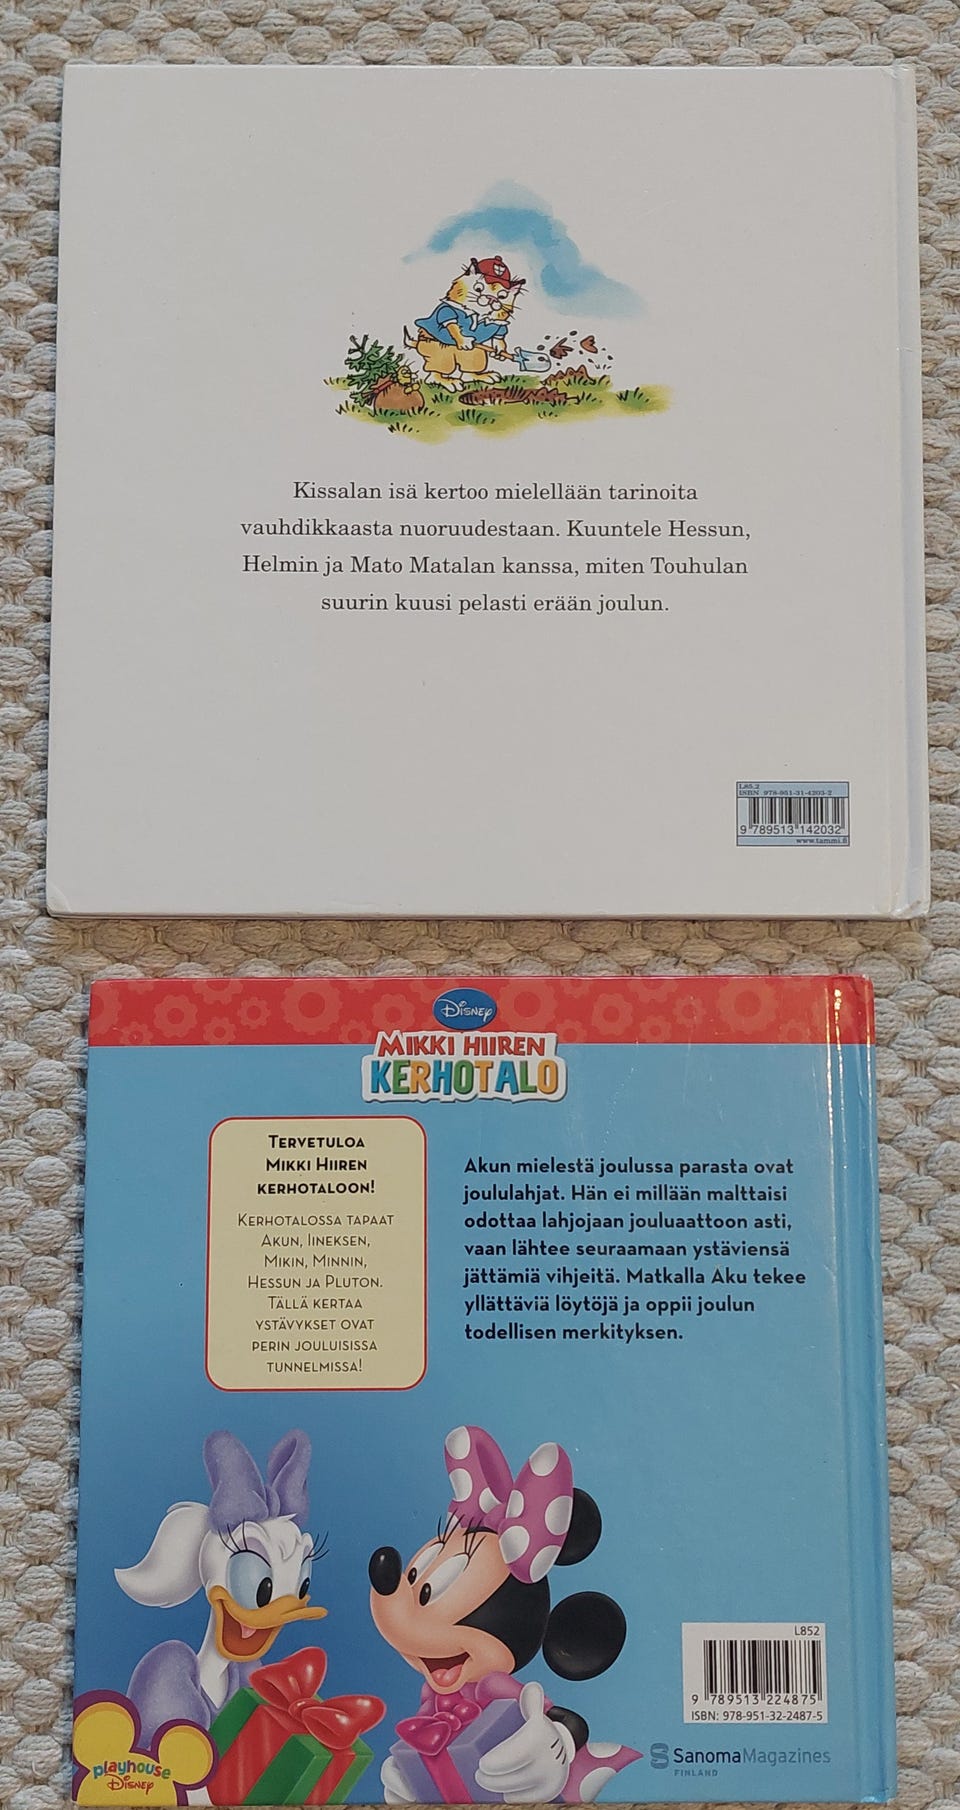 Kissalan isä kertoo mielellään tarinoita
vauhdikkaasta nuoruudestaan. Kuuntele Hessun,
Helmin ja Mato Matalan kanssa, miten Touhulan
suurin kuusi pelasti erään joulun.
L85.2
ISBN 978-951-31-4203-2
9 789513 142032
www.tammi.fi
Disney
MIKKI HIIREN
KERHOTALO
TERVETULOA
MIKKI HIIREN
KERHOTALOON!
KERHOTALOSSA TAPAAT
AKUN, IINEKSEN,
MIKIN, MINNIN,
HESSUN JA PLUTON.
TÄLLÄ KERTAA
YSTÄVYKSET OVAT
PERIN JOULUISISSA
TUNNELMISSA!
Akun mielestä joulussa parasta ovat
joululahjat. Hän ei millään malttaisi
odottaa lahjojaan jouluaattoon asti,
vaan lähtee seuraamaan ystäviensä
jättämiä vihjeitä. Matkalla Aku tekee
yllättäviä löytöjä ja oppii joulun
todellisen merkityksen.
L852
9 789513 224875
ISBN: 978-951-32-2487-5
playhouse
Disney
SanomaMagazines
FINLAND